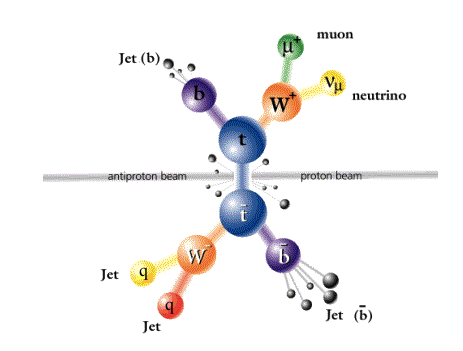 μ⁺
muon
Jet (b)
b
W⁺
νμ
neutrino
t
antiproton beam
proton beam
t̄
W⁻
b̄
Jet
q
q
Jet
Jet (b̄)